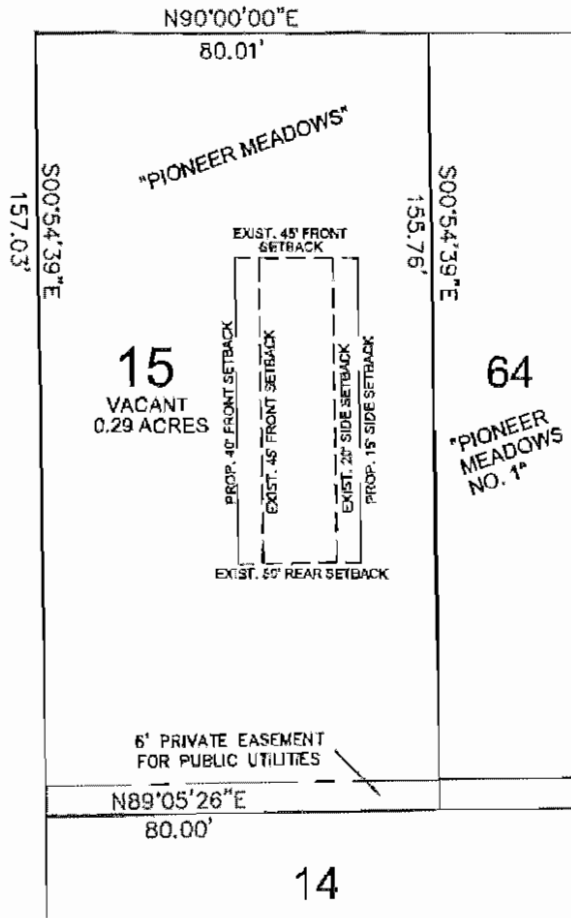 N90°00'00"E
80.01'
"PIONEER MEADOWS"
S00°54'39"E
157.03'
S00°54'39"E
155.76'
EXIST. 45' FRONT
SETBACK
PROP. 40' FRONT SETBACK
EXIST. 45' FRONT SETBACK
EXIST. 20' SIDE SETBACK
PROP. 15' SIDE SETBACK
15
VACANT
0.29 ACRES
64
"PIONEER
MEADOWS
NO. 1"
EXIST. 50' REAR SETBACK
6' PRIVATE EASEMENT
FOR PUBLIC UTILITIES
N89°05'26"E
80.00'
14